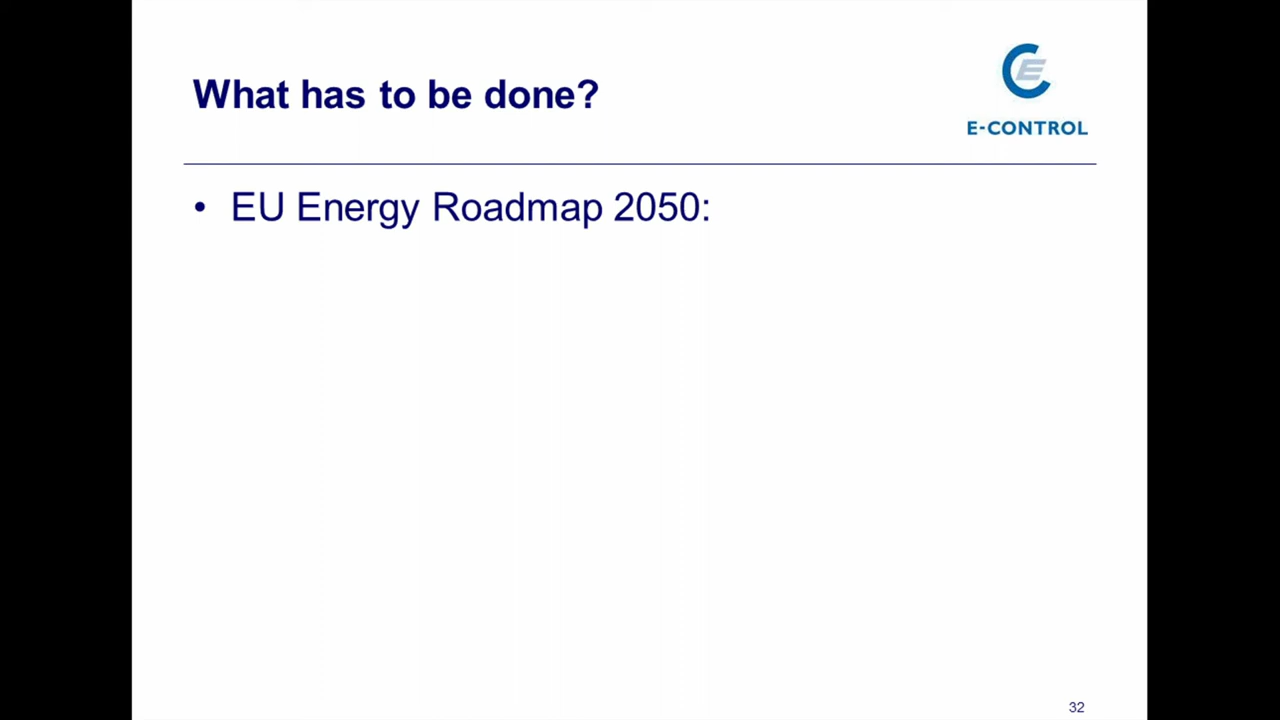 What has to be done?
E-CONTROL
• EU Energy Roadmap 2050:
32